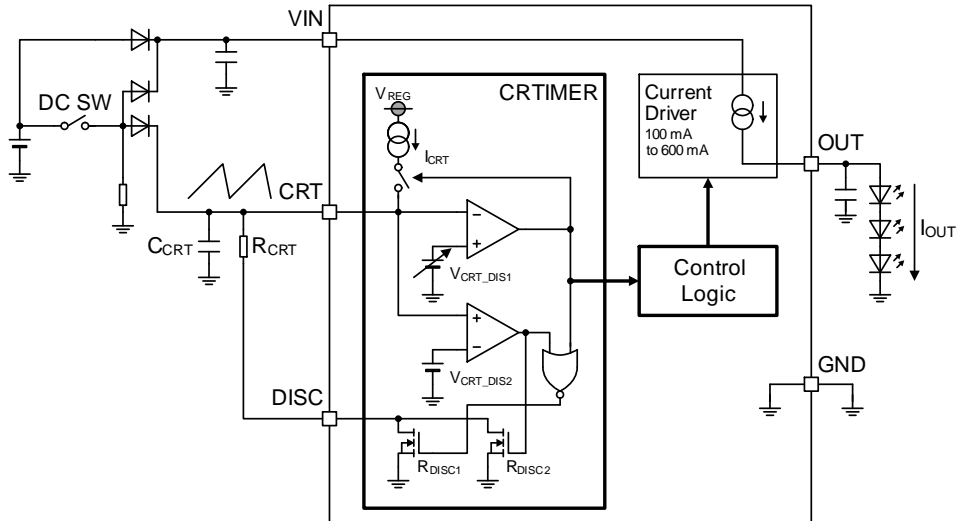 VIN
DC SW
CRT
CCRT
RCRT
DISC
CRTIMER
VREG
ICRT
VCRT_DIS1
VCRT_DIS2
RDISC1
RDISC2
Current
Driver
100 mA
to 600 mA
Control
Logic
OUT
IOUT
GND